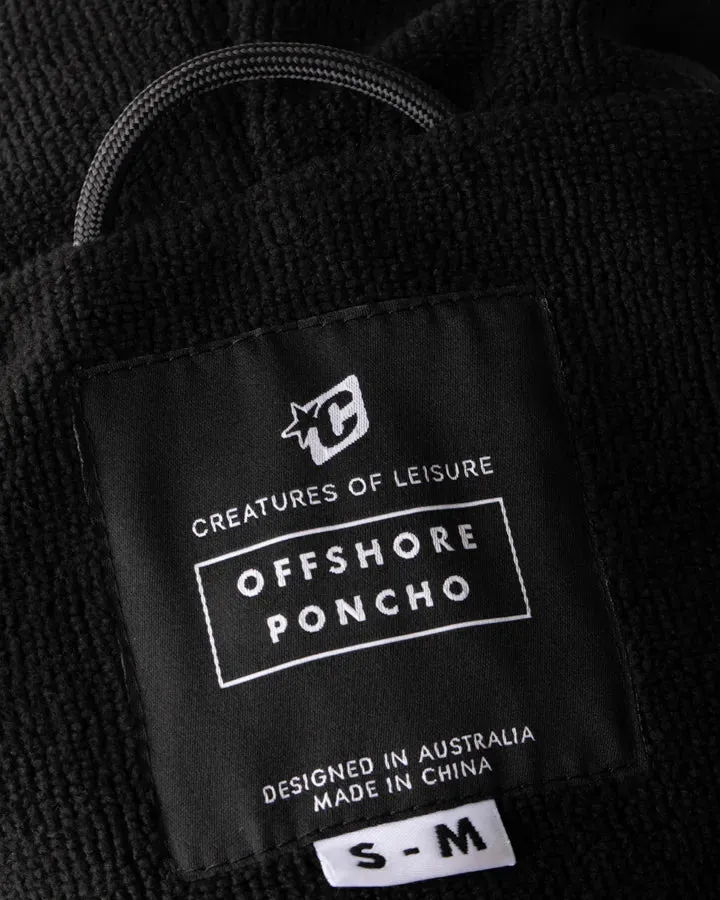 C
CREATURES OF LEISURE
OFFSHORE
PONCHO
DESIGNED IN AUSTRALIA
MADE IN CHINA
S - M